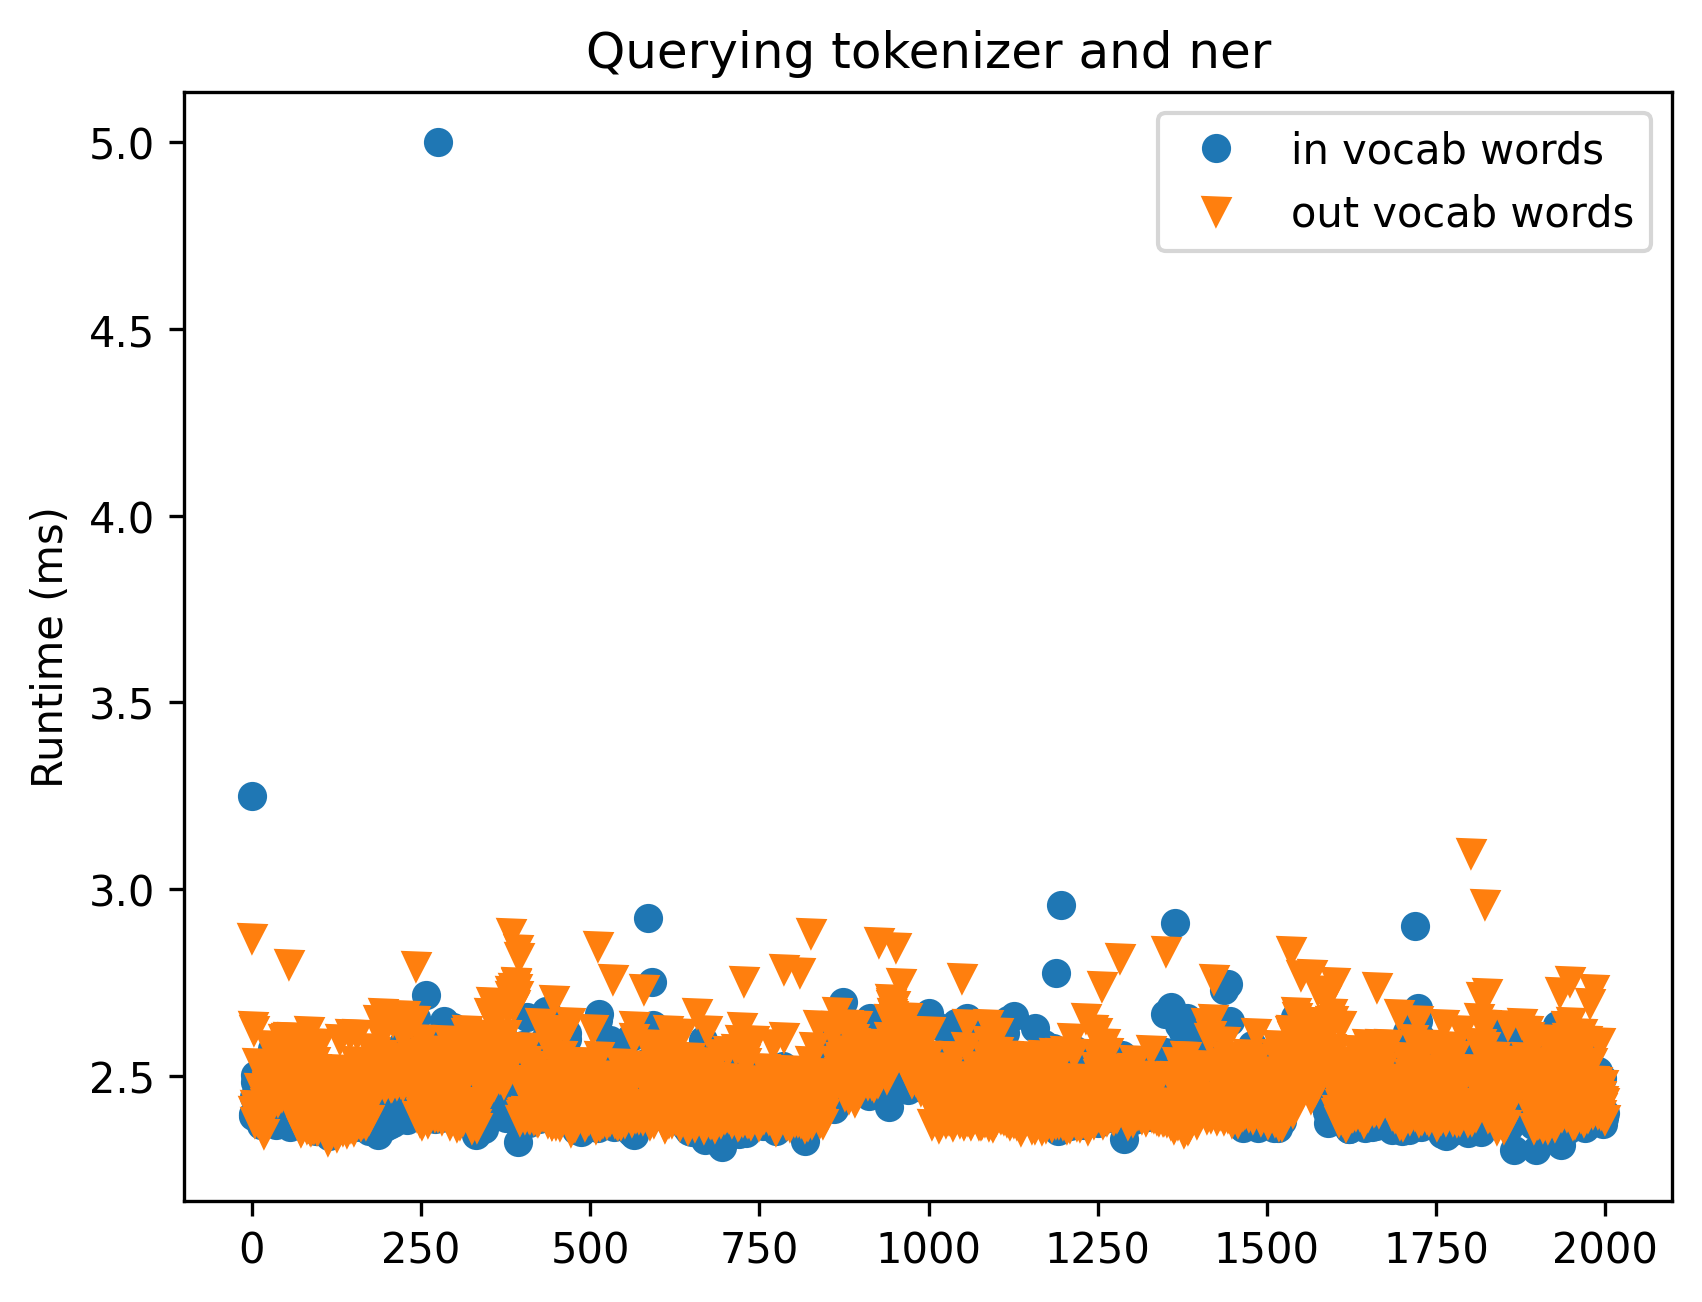 Querying tokenizer and ner
in vocab words
out vocab words
Runtime (ms)
5.0
4.5
4.0
3.5
3.0
2.5
0 250 500 750 1000 1250 1500 1750 2000